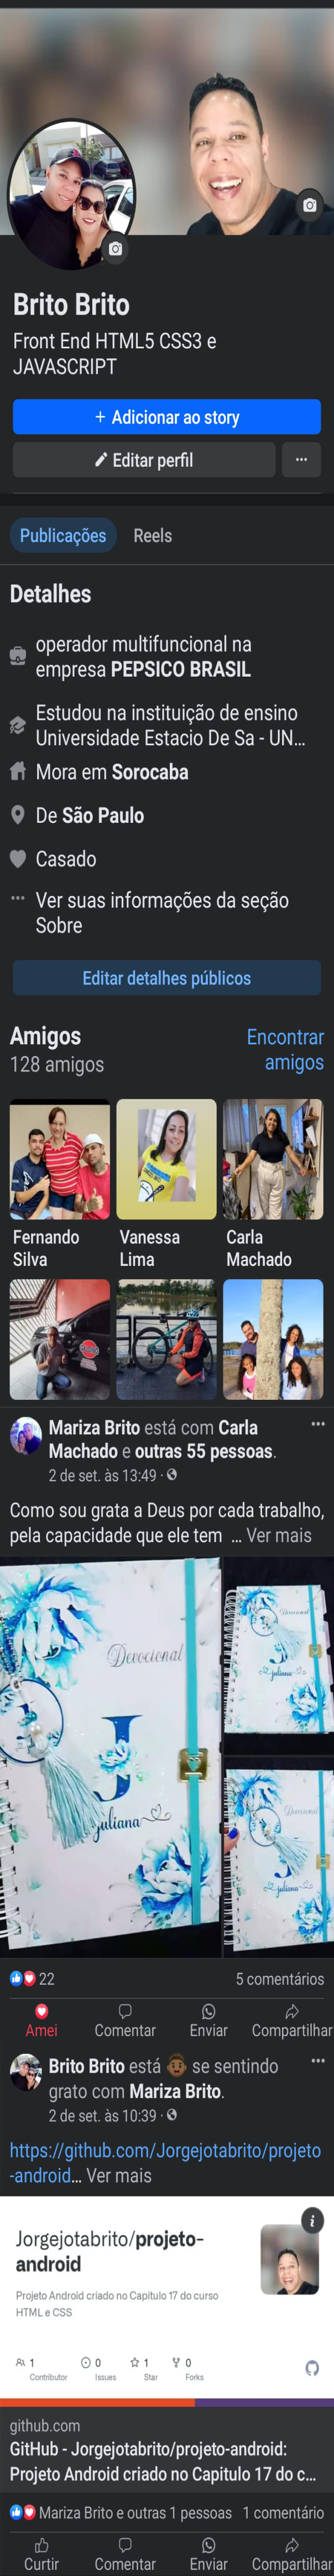 Brito Brito
Front End HTML5 CSS3 e
JAVASCRIPT
+ Adicionar ao story
Editar perfil
Publicações Reels
Detalhes
operador multifuncional na
empresa PEPSICO BRASIL
Estudou na instituição de ensino
Universidade Estacio De Sa - UN...
Mora em Sorocaba
De São Paulo
Casado
Ver suas informações da seção
Sobre
Editar detalhes públicos
Amigos Encontrar
128 amigos amigos
Fernando Vanessa Carla
Silva Lima Machado
Mariza Brito está com Carla
Machado e outras 55 pessoas.
2 de set. às 13:49 ·
Como sou grata a Deus por cada trabalho,
pela capacidade que ele tem ... Ver mais
Devocional
J
juliana
Devocional
juliana
Devocional
juliana
22 5 comentários
Amei Comentar Enviar Compartilhar
Brito Brito está se sentindo
grato com Mariza Brito.
2 de set. às 10:39 ·
https://github.com/Jorgejotabrito/projeto
-android... Ver mais
Jorgejotabrito/projeto-
android
Projeto Android criado no Capitulo 17 do curso
HTML e CSS
1 0 1 0
Contributor Issues Star Forks
github.com
GitHub - Jorgejotabrito/projeto-android:
Projeto Android criado no Capitulo 17 do c...
Mariza Brito e outras 1 pessoas 1 comentário
Curtir Comentar Enviar Compartilhar